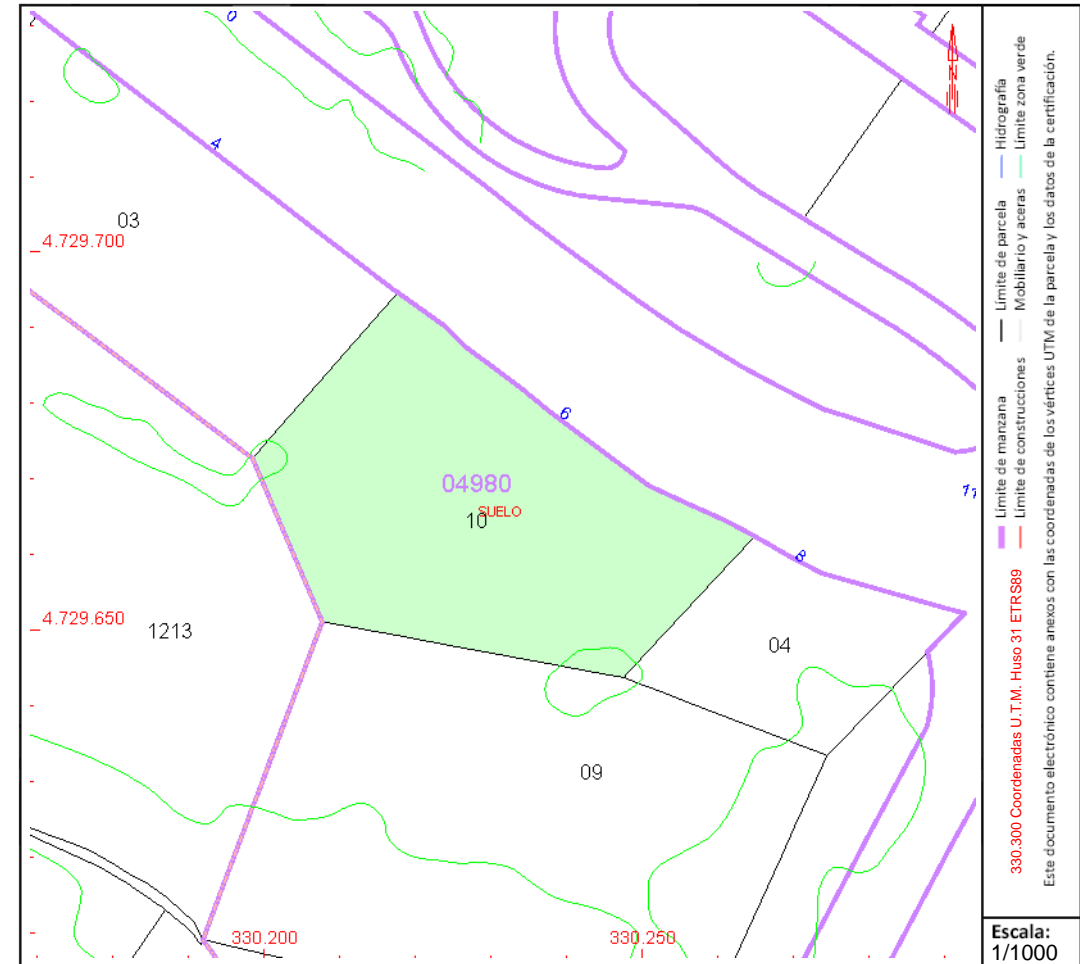 0
4
03
4.729.700
6
04980
SUELO
10
11
8
4.729.650
1213
04
09
330.200
330.250
N
Límite de manzana
Límite de parcela
Hidrografía
330.300 Coordenadas U.T.M. Huso 31 ETRS89
Límite de construcciones
Mobiliario y aceras
Límite zona verde
Este documento electrónico contiene anexos con las coordenadas de los vértices UTM de la parcela y los datos de la certificación.
Escala:
1/1000